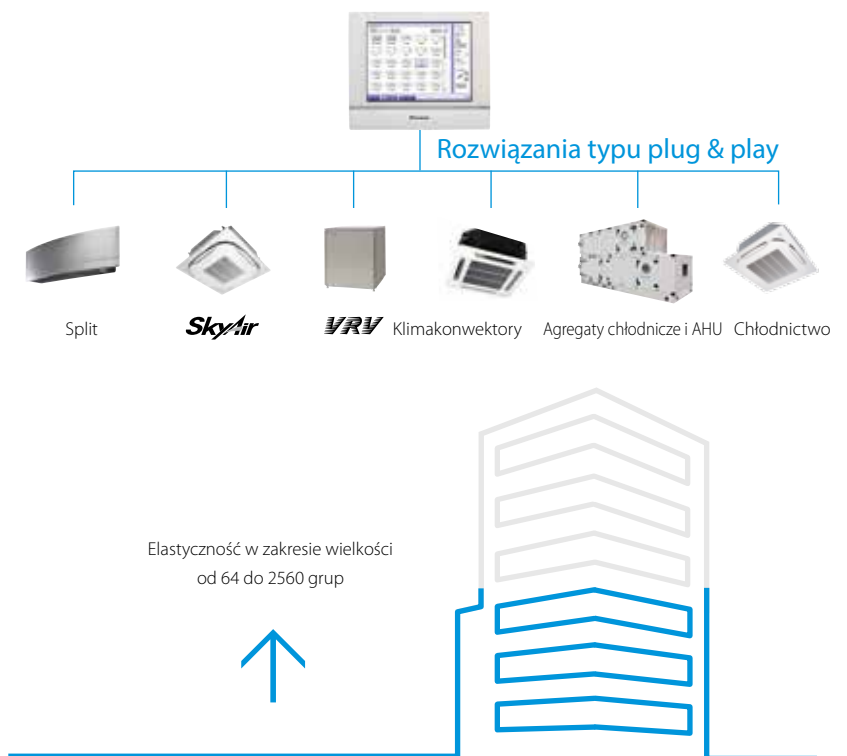 Rozwiązania typu plug & play
Split
SkyAir
VRV
Klimakonwektory
Agregaty chłodnicze i AHU
Chłodnictwo
Elastyczność w zakresie wielkości
od 64 do 2560 grup